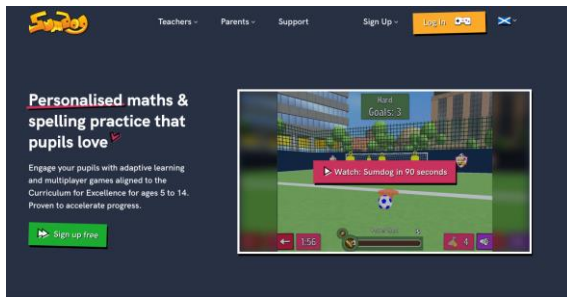 Sumdog
Teachers
Parents
Support
Sign Up
Log In
Personalised maths &
spelling practice that
pupils love
Engage your pupils with adaptive learning
and multiplayer games aligned to the
Curriculum for Excellence for ages 5 to 14.
Proven to accelerate progress.
Sign up free
Hard
Goals: 3
Watch: Sumdog in 90 seconds
1:56
4